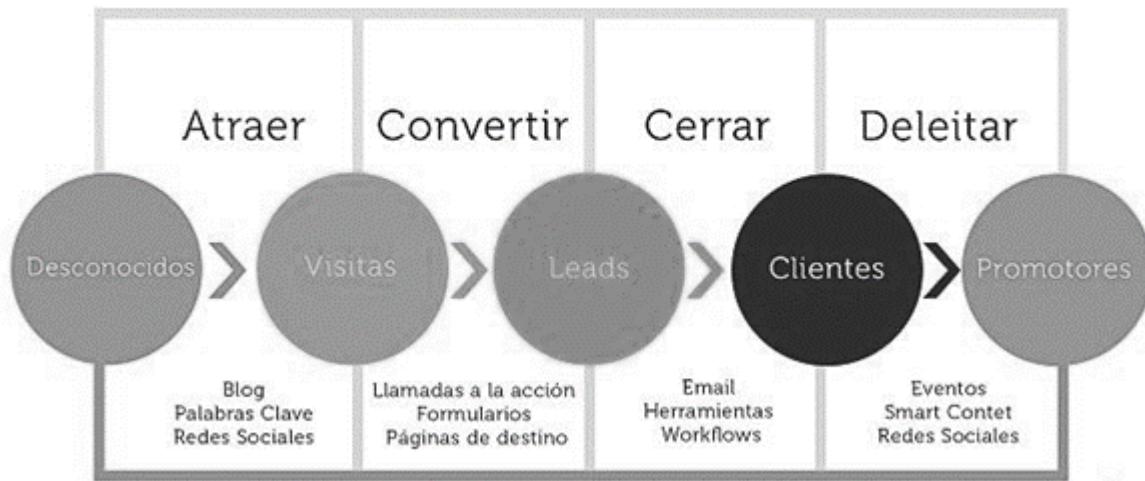 Atraer
Convertir
Cerrar
Deleitar
Desconocidos
Visitas
Leads
Clientes
Promotores
Blog
Palabras Clave
Redes Sociales
Llamadas a la acción
Formularios
Páginas de destino
Email
Herramientas
Workflows
Eventos
Smart Contet
Redes Sociales